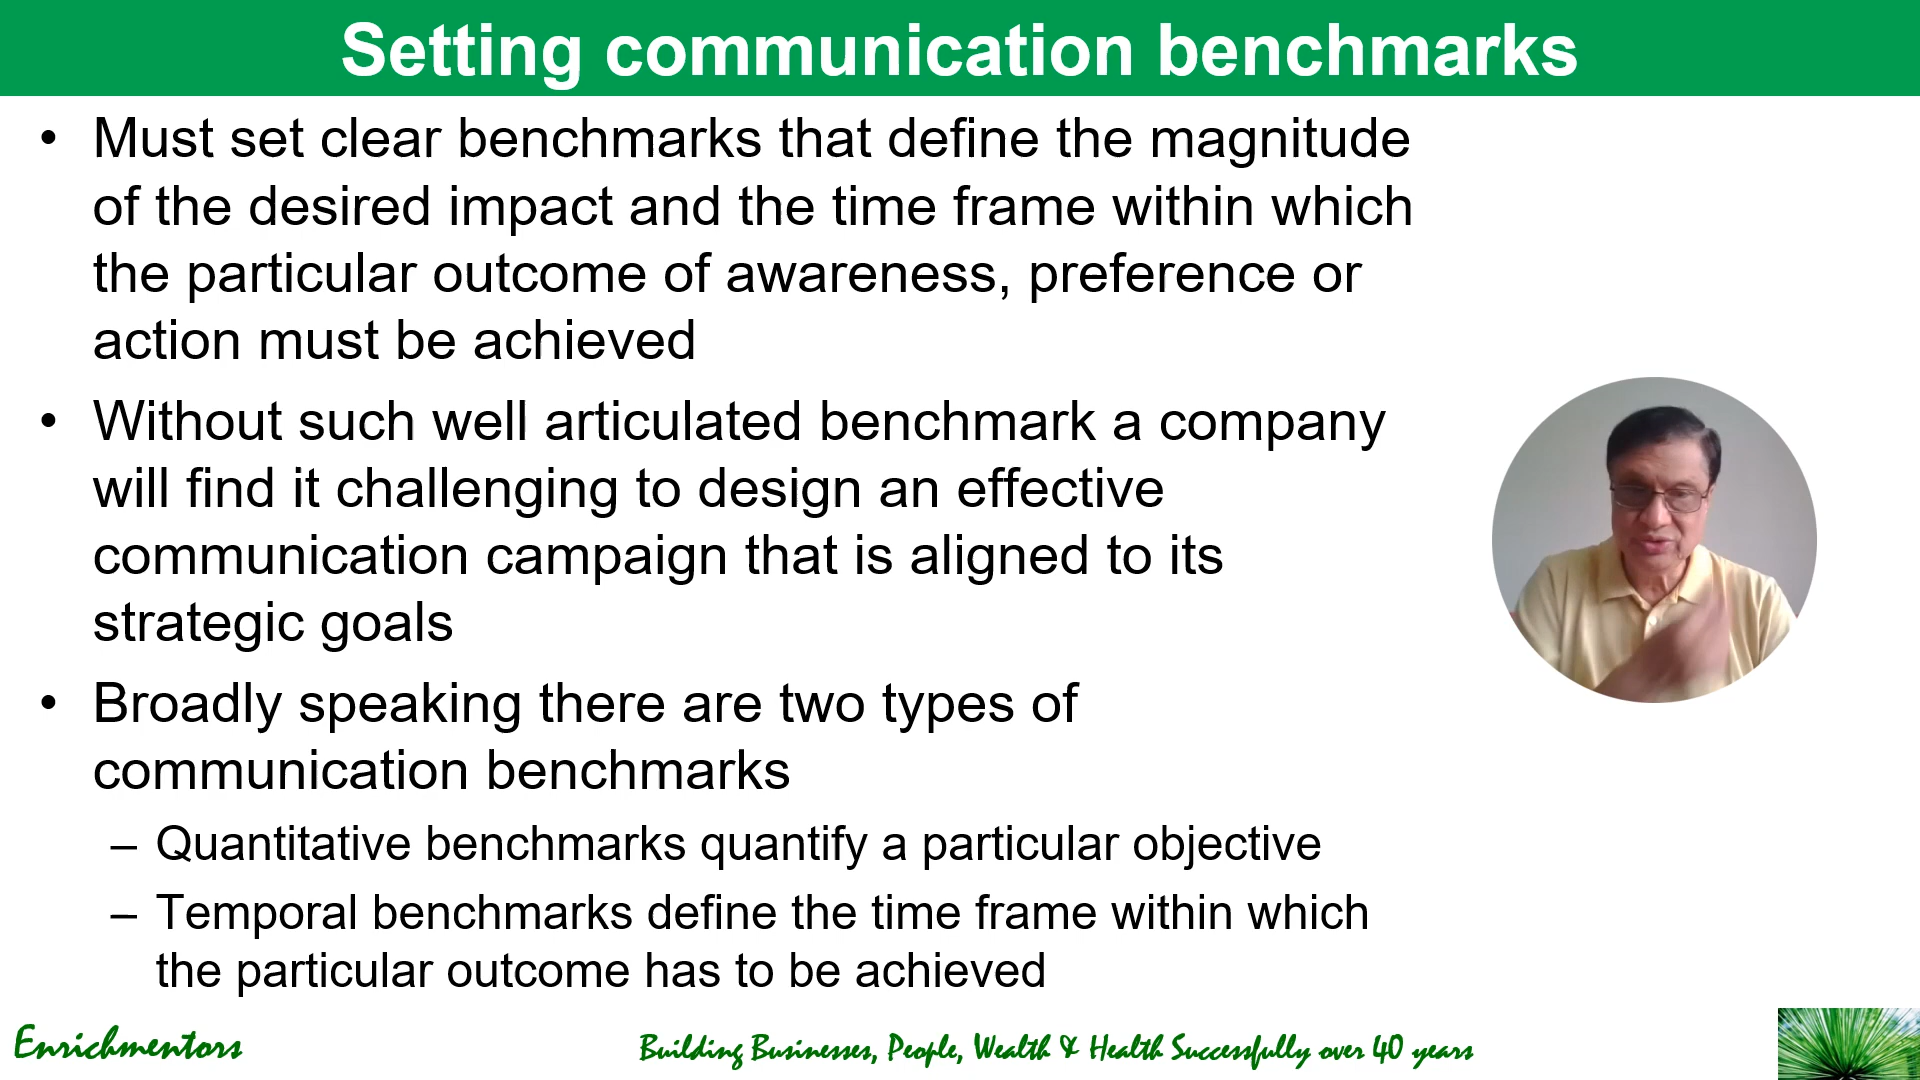 Setting communication benchmarks
• Must set clear benchmarks that define the magnitude
of the desired impact and the time frame within which
the particular outcome of awareness, preference or
action must be achieved
• Without such well articulated benchmark a company
will find it challenging to design an effective
communication campaign that is aligned to its
strategic goals
• Broadly speaking there are two types of
communication benchmarks
– Quantitative benchmarks quantify a particular objective
– Temporal benchmarks define the time frame within which
the particular outcome has to be achieved
Enrichmentors
Building Businesses, People, Wealth & Health Successfully over 40 years